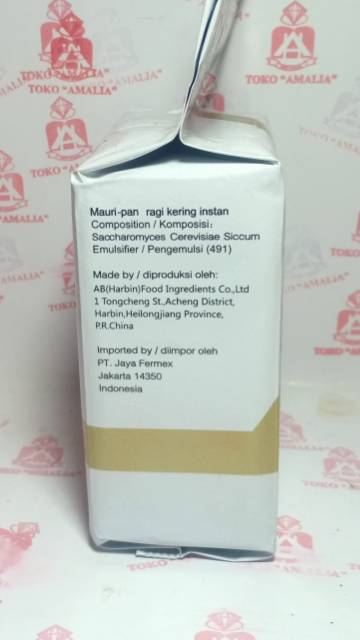 Mauri-pan ragi kering instan
Composition / Komposisi:
Saccharomyces Cerevisiae Siccum
Emulsifier / Pengemulsi (491)
Made by / diproduksi oleh:
AB(Harbin)Food Ingredients Co.,Ltd
1 Tongcheng St.,Acheng District,
Harbin,Heilongjiang Province,
P.R.China
Imported by / diimpor oleh
PT. Jaya Fermex
Jakarta 14350
Indonesia
TOKO "AMALIA"
TOKO "AMALIA"